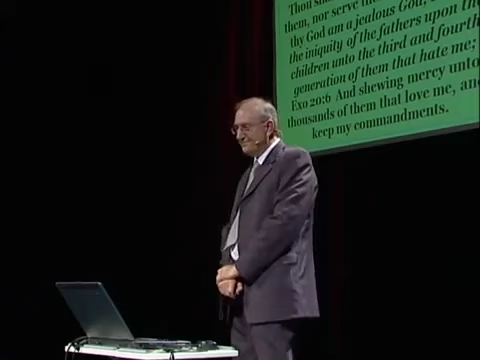 Thou
them, nor serve
thy God am a jealous God,
the iniquity of the fathers upon the
children unto the third and fourth
generation of them that hate me;
Exo 20:6 And shewing mercy unto
thousands of them that love me, and
keep my commandments.